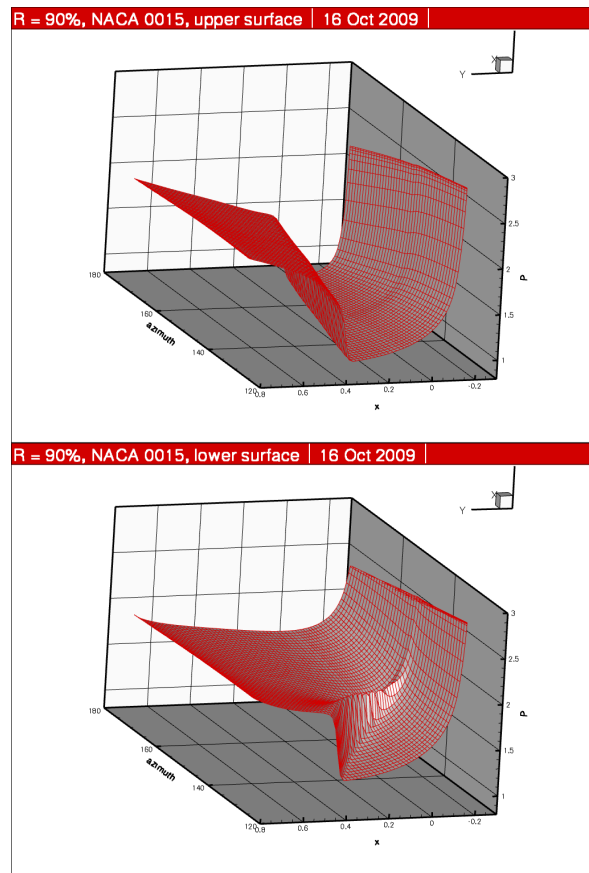 R = 90%, NACA 0015, upper surface | 16 Oct 2009 |
X
Y
3
2.5
2
P
1.5
1
180
160
azimuth
140
120
0.8
0.6
0.4
0.2
0
-0.2
x
R = 90%, NACA 0015, lower surface | 16 Oct 2009 |
X
Y
3
2.5
2
P
1.5
1
180
160
azimuth
140
120
0.8
0.6
0.4
0.2
0
-0.2
x